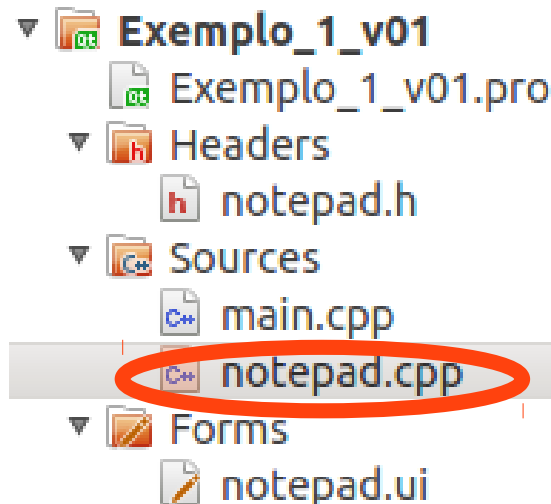 Exemplo_1_v01
Exemplo_1_v01.pro
Headers
notepad.h
Sources
main.cpp
notepad.cpp
Forms
notepad.ui